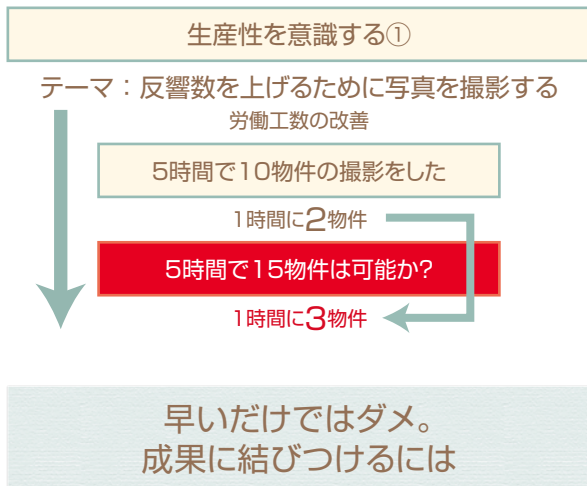 生産性を意識する①
テーマ：反響数を上げるために写真を撮影する
労働工数の改善
5時間で10物件の撮影をした
1時間に2物件
5時間で15物件は可能か?
1時間に3物件
早いだけではダメ。
成果に結びつけるには